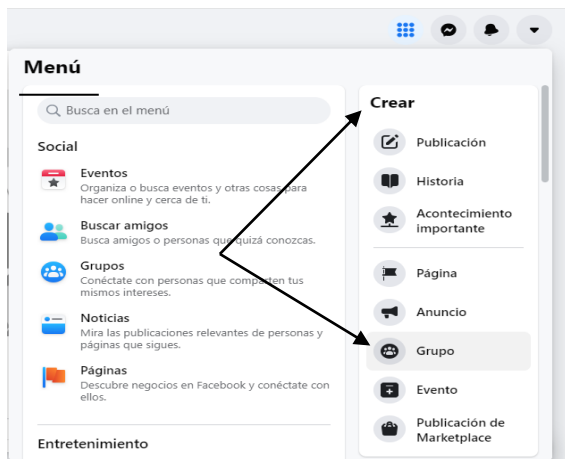 Menú
Busca en el menú
Social
Eventos
Organiza o busca eventos y otras cosas para
hacer online y cerca de ti.
Buscar amigos
Busca amigos o personas que quizá conozcas.
Grupos
Conéctate con personas que comparten tus
mismos intereses.
Noticias
Mira las publicaciones relevantes de personas y
páginas que sigues.
Páginas
Descubre negocios en Facebook y conéctate con
ellos.
Entretenimiento
Crear
Publicación
Historia
Acontecimiento
importante
Página
Anuncio
Grupo
Evento
Publicación de
Marketplace